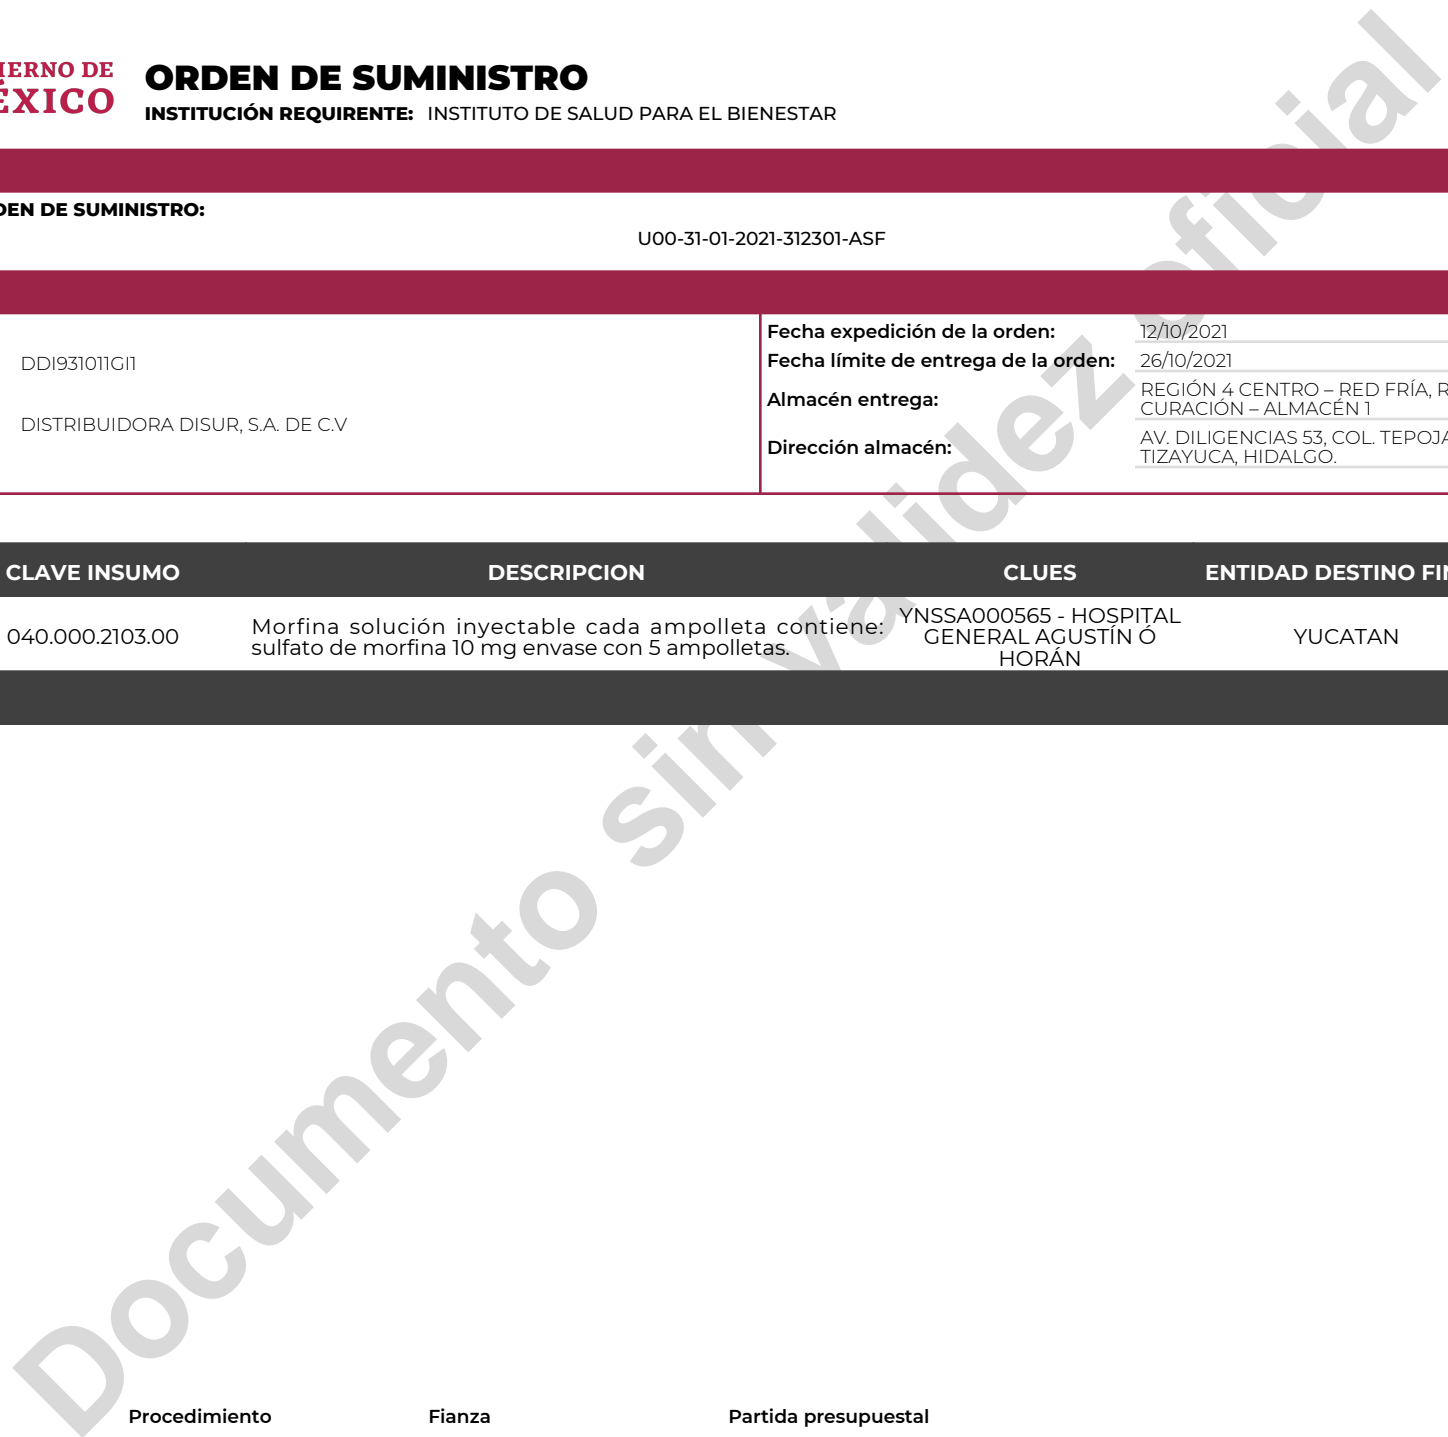 IERNO DE
ÉXICO
ORDEN DE SUMINISTRO
INSTITUCIÓN REQUIRENTE: INSTITUTO DE SALUD PARA EL BIENESTAR
DEN DE SUMINISTRO:
U00-31-01-2021-312301-ASF
DDI931011GI1
DISTRIBUIDORA DISUR, S.A. DE C.V
Fecha expedición de la orden: 12/10/2021
Fecha límite de entrega de la orden: 26/10/2021
Almacén entrega: REGIÓN 4 CENTRO – RED FRÍA, R
CURACIÓN – ALMACÉN 1
Dirección almacén: AV. DILIGENCIAS 53, COL. TEPOJA
TIZAYUCA, HIDALGO.
CLAVE INSUMO DESCRIPCION CLUES ENTIDAD DESTINO FIN
040.000.2103.00
Morfina solución inyectable cada ampolleta contiene:
sulfato de morfina 10 mg envase con 5 ampolletas.
YNSSA000565 - HOSPITAL
GENERAL AGUSTÍN Ó
HORÁN
YUCATAN
Documento sin validez oficial
Procedimiento Fianza Partida presupuestal